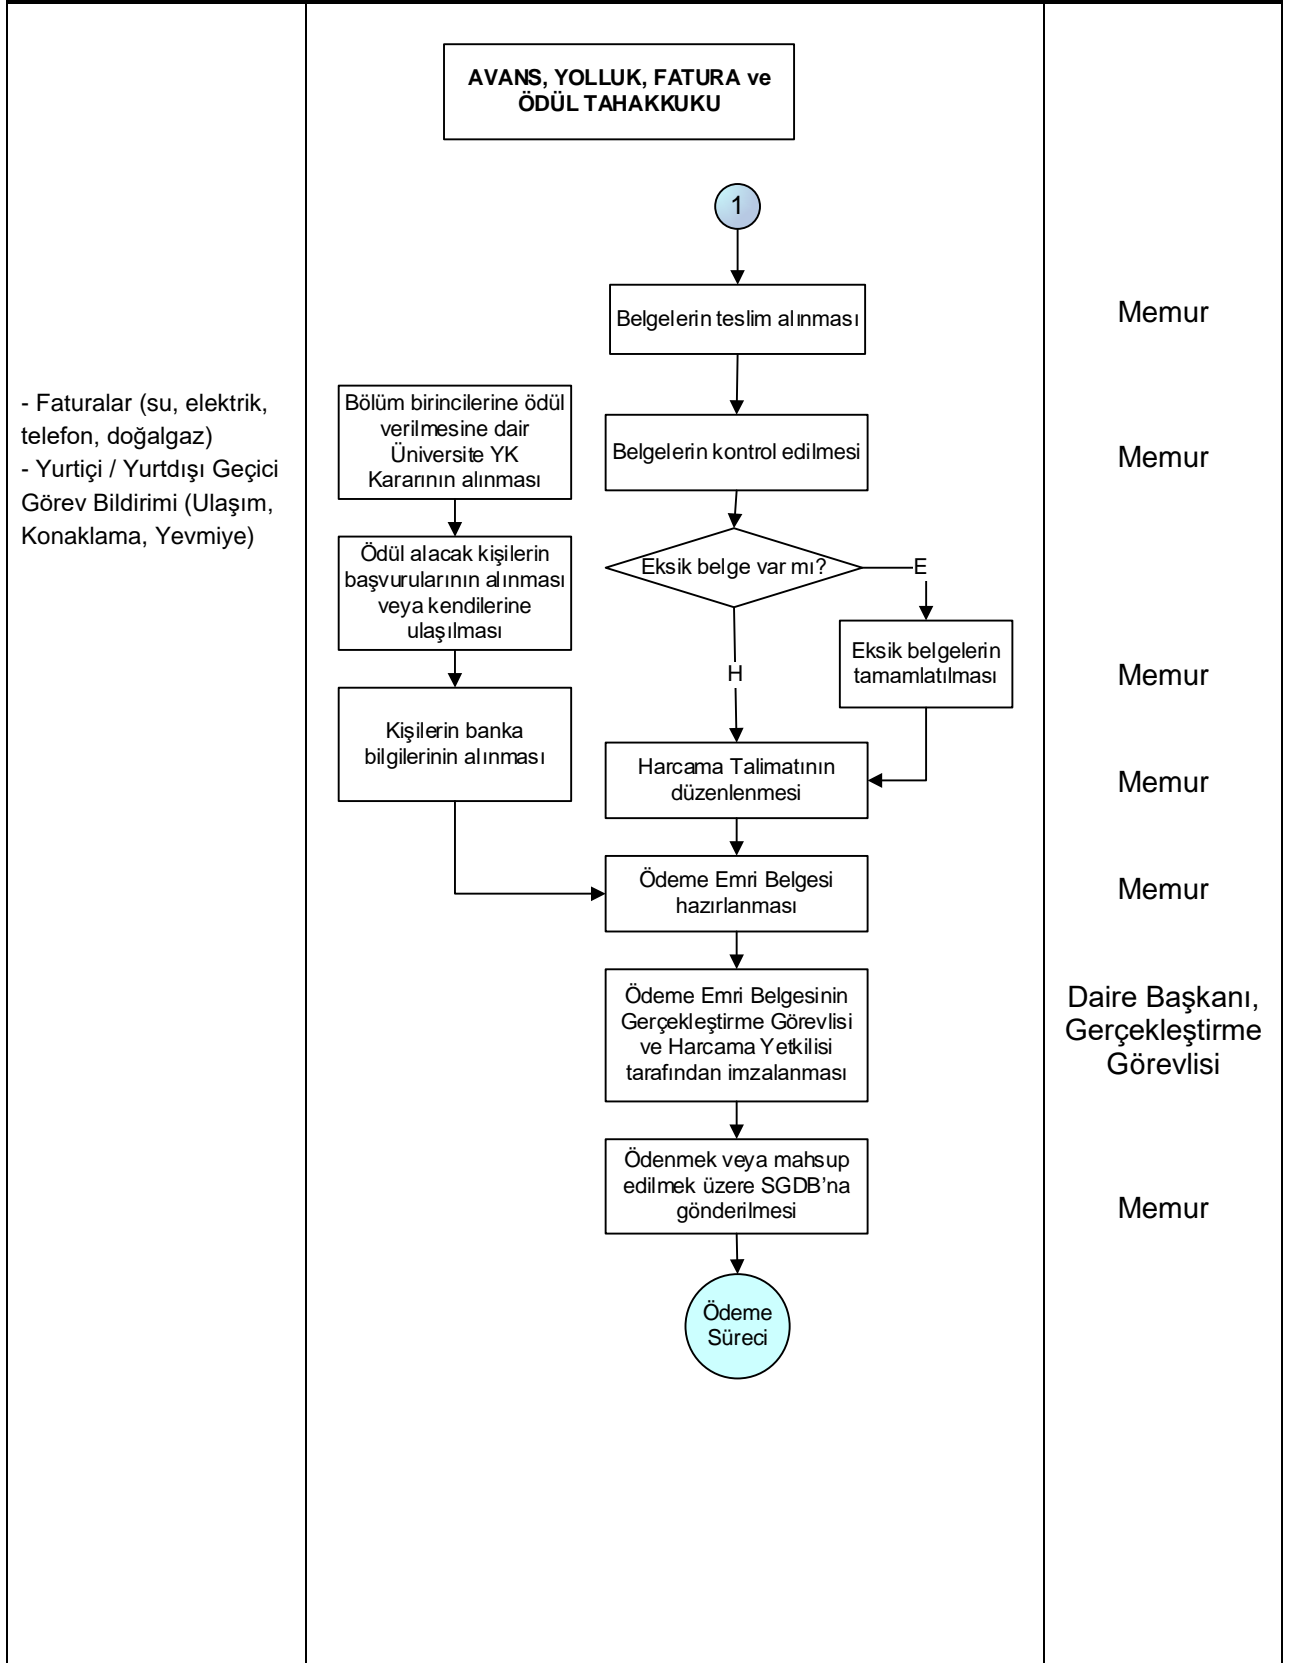 AVANS, YOLLUK, FATURA ve
ÖDÜL TAHAKKUKU
1
Belgelerin teslim alınması
Memur
- Faturalar (su, elektrik,
telefon, doğalgaz)
- Yurtiçi / Yurtdışı Geçici
Görev Bildirimi (Ulaşım,
Konaklama, Yevmiye)
Bölüm birincilerine ödül
verilmesine dair
Üniversite YK
Kararının alınması
Belgelerin kontrol edilmesi
Memur
Ödül alacak kişilerin
başvurularının alınması
veya kendilerine
ulaşılması
Eksik belge var mı?
E
H
Eksik belgelerin
tamamlatılması
Memur
Kişilerin banka
bilgilerinin alınması
Harcama Talimatının
düzenlenmesi
Memur
Ödeme Emri Belgesi
hazırlanması
Memur
Ödeme Emri Belgesinin
Gerçekleştirme Görevlisi
ve Harcama Yetkilisi
tarafından imzalanması
Daire Başkanı,
Gerçekleştirme
Görevlisi
Ödenmek veya mahsup
edilmek üzere SGDB’na
gönderilmesi
Memur
Ödeme
Süreci